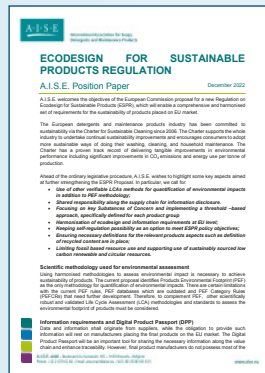 A.I.S.E.
International Association for Soaps,
Detergents and Maintenance Products
ECODESIGN FOR SUSTAINABLE
PRODUCTS REGULATION
A.I.S.E. Position Paper
December 2022
A.I.S.E. welcomes the objectives of the European Commission proposal for a new Regulation on
Ecodesign for Sustainable Products (ESPR), which will enable a comprehensive and harmonised
set of requirements for the sustainability of products placed on EU market.
The European detergents and maintenance products industry has been committed to
sustainability via the Charter for Sustainable Cleaning since 2005. The Charter supports the whole
industry to undertake continual sustainability improvements and encourages consumers to adopt
more sustainable ways of doing their washing, cleaning, and household maintenance. The
Charter has a proven track record of delivering tangible improvements in environmental
performance including significant improvements in CO₂ emissions and energy use per tonne of
production.
Ahead of the ordinary legislative procedure, A.I.S.E. wishes to highlight some key aspects aimed
at further strengthening the ESPR Proposal. In particular, we call for:
• Use of other verifiable LCAs methods for quantification of environmental impacts
in addition to PEF methodology;
• Shared responsibility along the supply chain for information disclosure.
• Focusing on key Substances of Concern and implementing a threshold –based
approach, specifically defined for each product group
• Harmonization of ecodesign and information requirements at EU level;
• Keeping self-regulation possibility as an option to meet ESPR policy objectives;
• Ensuring necessary definitions for the relevant products aspects such as definition
of recycled content are in place;
• Limiting fossil based resource use and supporting use of sustainably sourced low
carbon renewable and circular resources.
Scientific methodology used for environmental assessment
Using harmonised methodologies to assess environmental impact is necessary to achieve
sustainability of products. The current proposal identifies Products Environmental Footprint (PEF)
as the only methodology for quantification of environmental impacts. There are certain limitations
with the current PEF rules, PEF databases which are outdated and PEF Category Rules
(PEFCRs) that need further development. Therefore, to complement PEF, other scientifically
robust and validated Life Cycle Assessment (LCA) methodologies and standards to assess the
environmental footprint of products must be considered.
Information requirements and Digital Product Passport (DPP)
Data and information shall originate from suppliers, while the obligation to provide such
information will rest on manufacturers placing the final products on the EU market. The Digital
Product Passport will be an important tool for sharing the necessary information along the value
chain and enhance traceability. However, final product manufacturers do not possess most of the